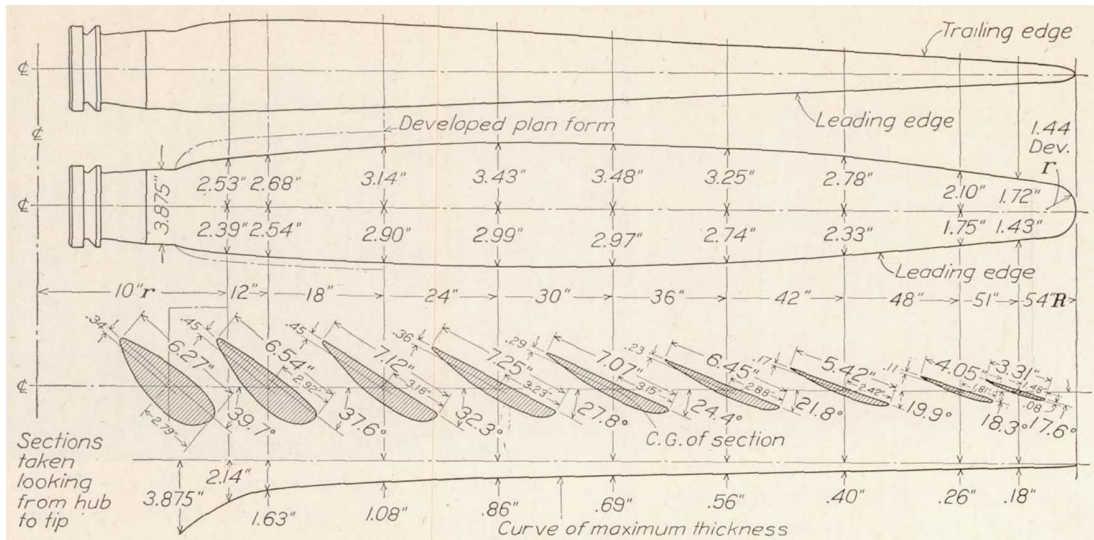 Trailing edge
℄
Leading edge
℄
Developed plan form
1.44
Dev.
r
2.53" 2.68" 3.14" 3.43" 3.48" 3.25" 2.78" 2.10" 1.72"
3.875"
℄
2.39" 2.54" 2.90" 2.99" 2.97" 2.74" 2.33" 1.75" 1.43"
Leading edge
10"r 12" 18" 24" 30" 36" 42" 48" 51" 54"R
.34 .45 .45 .36 .29 .23 .17 .11
6.27" 6.54" 7.12" 7.25" 7.07" 6.45" 5.42" 4.05" 3.31"
℄
2.79" 2.92" 3.18" 3.23" 3.15" 2.88" 2.42" 1.81" 1.48"
.08
39.7° 37.6° 32.3° 27.8° 24.4° 21.8° 19.9° 18.3° 17.6°
C.G. of section
Sections
taken
looking
from hub
to tip
3.875" 2.14" 1.63" 1.08" .86" .69" .56" .40" .26" .18"
Curve of maximum thickness